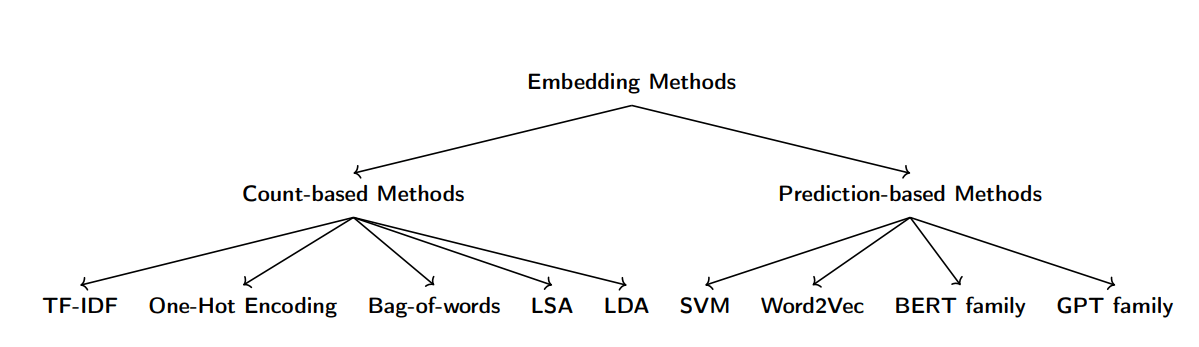 Embedding Methods
Count-based Methods
Prediction-based Methods
TF-IDF
One-Hot Encoding
Bag-of-words
LSA
LDA
SVM
Word2Vec
BERT family
GPT family